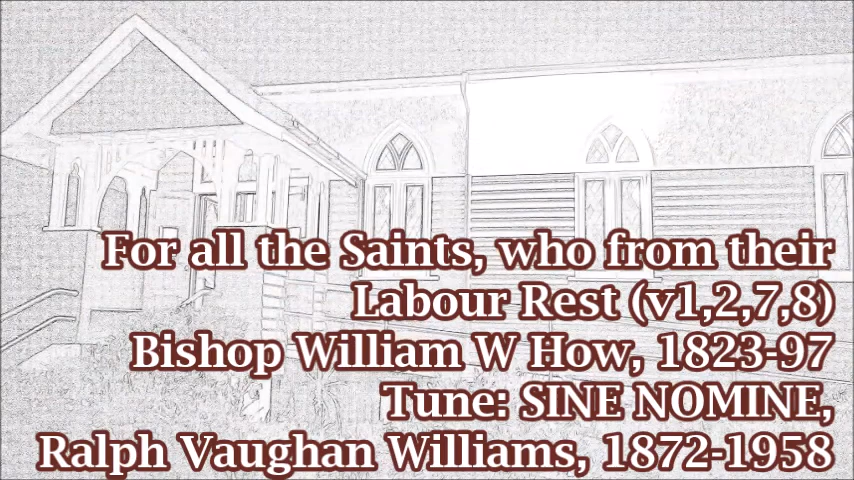 For all the Saints, who from their
Labour Rest (v1,2,7,8)
Bishop William W How, 1823-97
Tune: SINE NOMINE,
Ralph Vaughan Williams, 1872-1958